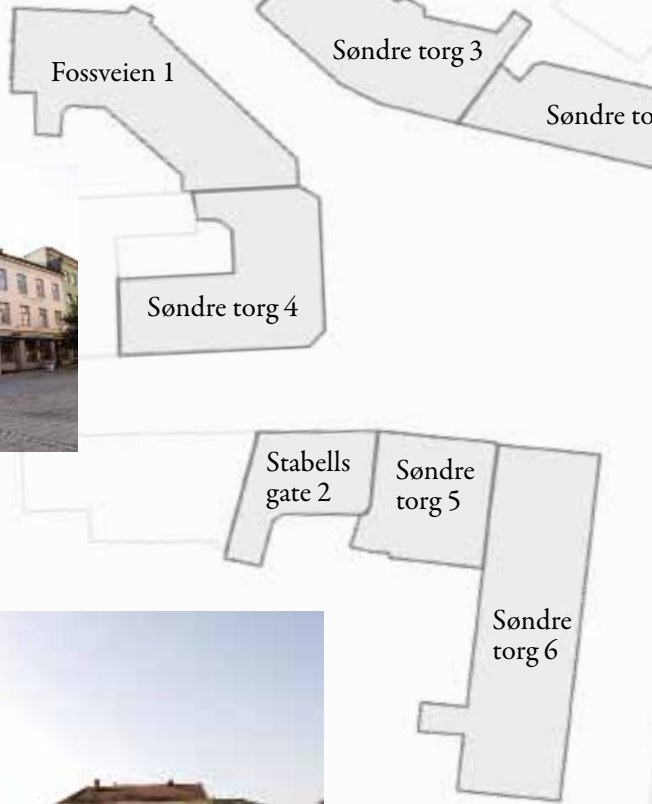 Søndre torg 3
Fossveien 1
Søndre to
Søndre torg 4
Stabells
gate 2
Søndre
torg 5
Søndre
torg 6